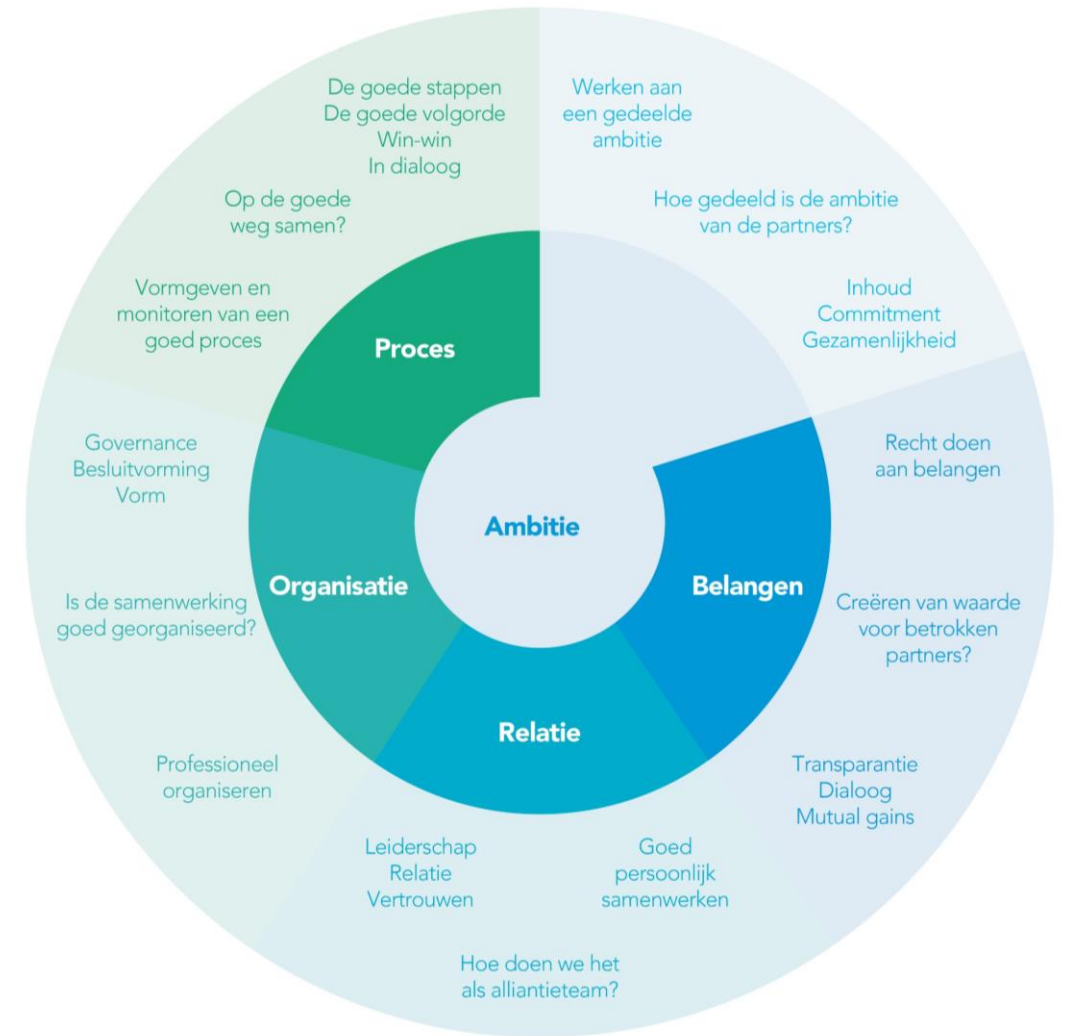 De goede stappen
De goede volgorde
Win-win
In dialoog
Op de goede
weg samen?
Vormgeven en
monitoren van een
goed proces
Proces
Werken aan
een gedeelde
ambitie
Hoe gedeeld is de ambitie
van de partners?
Inhoud
Commitment
Gezamenlijkheid
Ambitie
Recht doen
aan belangen
Belangen
Creëren van waarde
voor betrokken
partners?
Transparantie
Dialoog
Mutual gains
Relatie
Goed
persoonlijk
samenwerken
Hoe doen we het
als alliantieteam?
Leiderschap
Relatie
Vertrouwen
Organisatie
Professioneel
organiseren
Is de samenwerking
goed georganiseerd?
Governance
Besluitvorming
Vorm